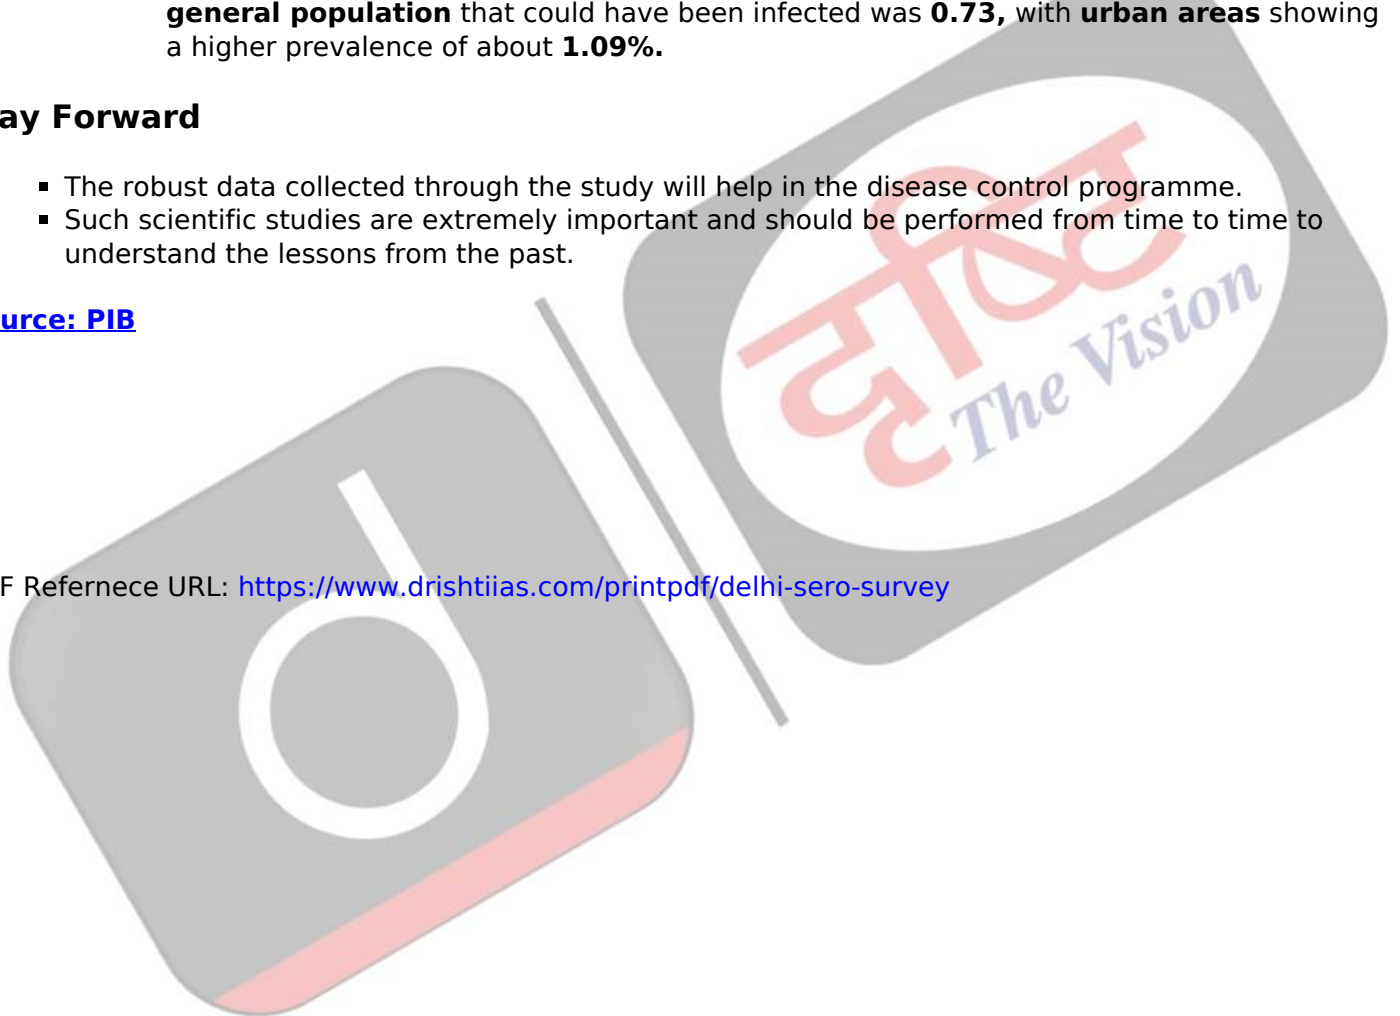 general population that could have been infected was 0.73, with urban areas showing
a higher prevalence of about 1.09%.
ay Forward
The robust data collected through the study will help in the disease control programme.
Such scientific studies are extremely important and should be performed from time to time to
understand the lessons from the past.
urce: PIB
F Refernece URL: https://www.drishtiias.com/printpdf/delhi-sero-survey
दृष्टि
The Vision
d